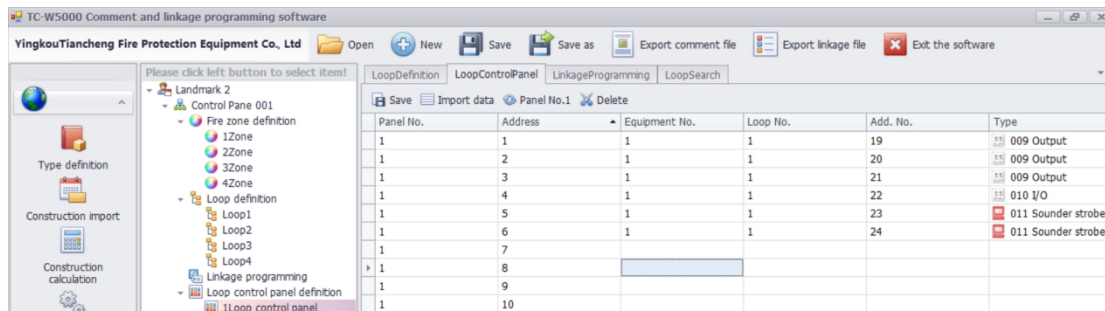 TC-W5000 Comment and linkage programming software
YingkouTiancheng Fire Protection Equipment Co., Ltd Open New Save Save as Export comment file Export linkage file Exit the software
Please click left button to select item!
Type definition
Construction import
Construction
calculation
Landmark 2
Control Pane 001
Fire zone definition
1Zone
2Zone
3Zone
4Zone
Loop definition
Loop1
Loop2
Loop3
Loop4
Linkage programming
Loop control panel definition
1Loop control panel
LoopDefinition LoopControlPanel LinkageProgramming LoopSearch
Save Import data Panel No.1 Delete
Panel No. Address Equipment No. Loop No. Add. No. Type
1 1 1 1 19 009 Output
1 2 1 1 20 009 Output
1 3 1 1 21 009 Output
1 4 1 1 22 010 I/O
1 5 1 1 23 011 Sounder strobe
1 6 1 1 24 011 Sounder strobe
1 7
1 8
1 9
1 10